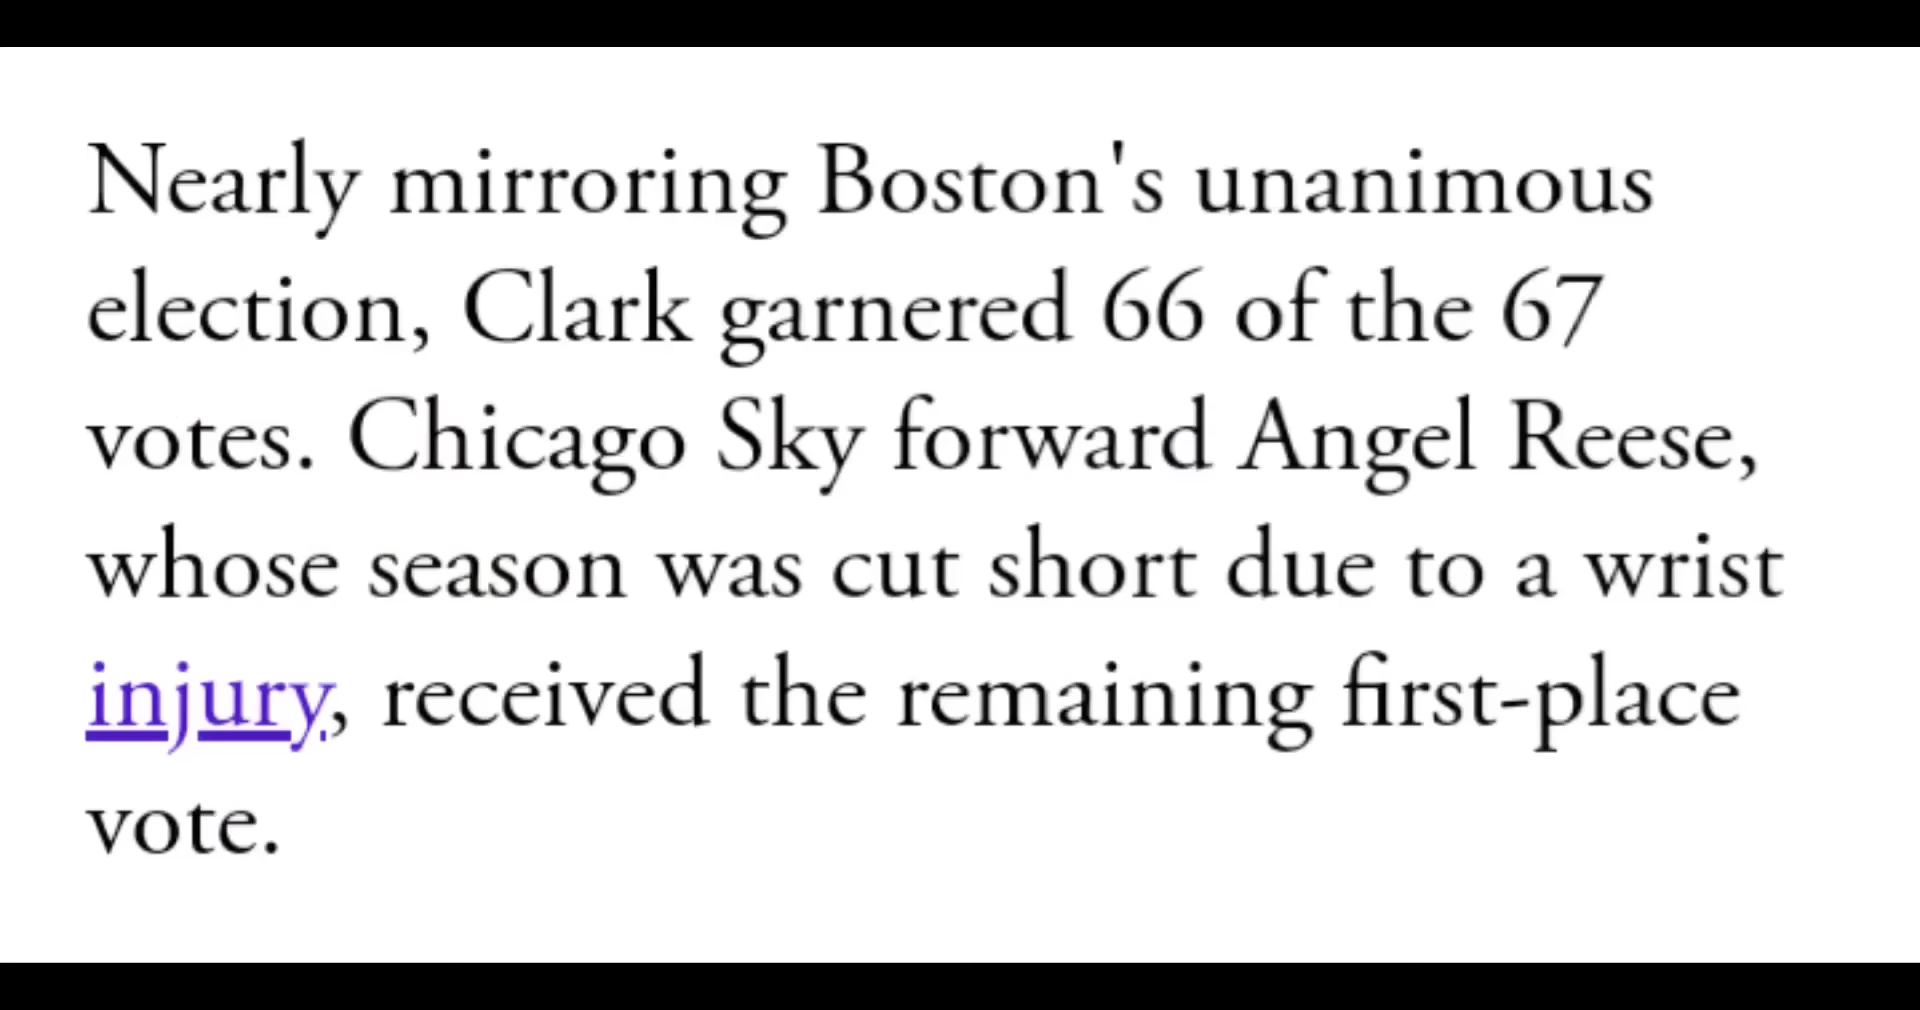 Nearly mirroring Boston's unanimous
election, Clark garnered 66 of the 67
votes. Chicago Sky forward Angel Reese,
whose season was cut short due to a wrist
injury, received the remaining first-place
vote.